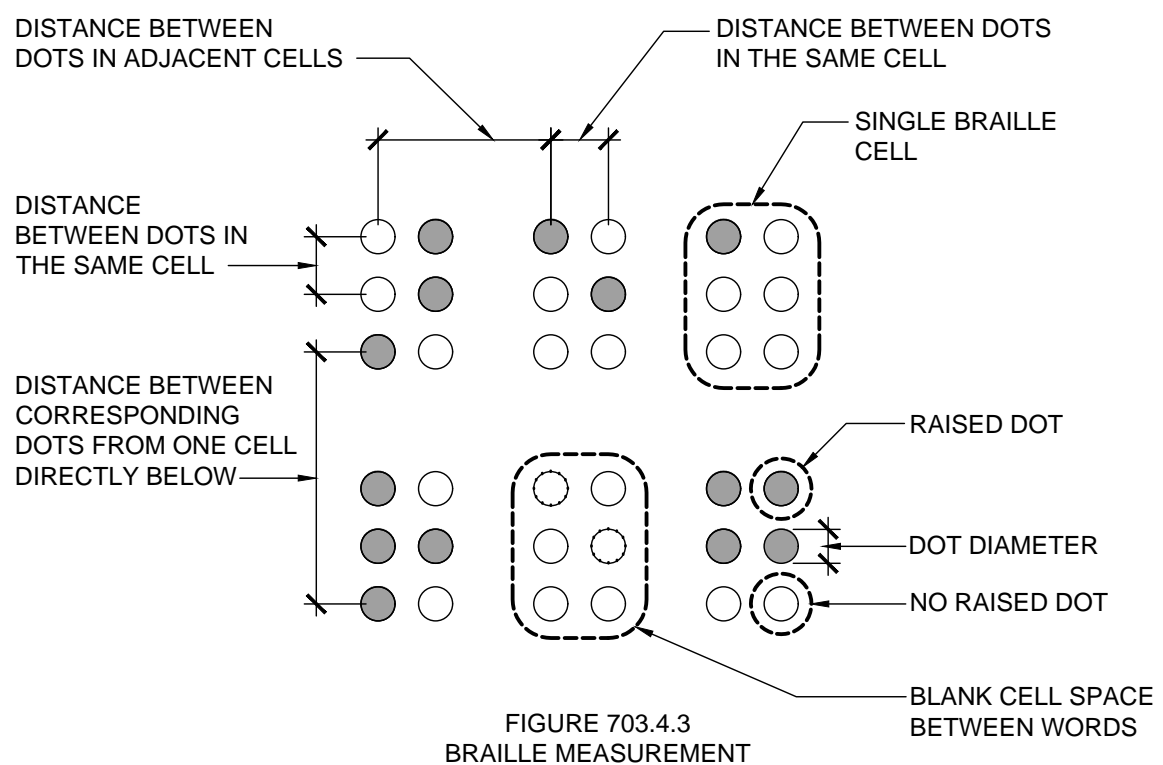 DISTANCE BETWEEN
DOTS IN ADJACENT CELLS
DISTANCE BETWEEN DOTS
IN THE SAME CELL
SINGLE BRAILLE
CELL
DISTANCE
BETWEEN DOTS IN
THE SAME CELL
DISTANCE BETWEEN
CORRESPONDING
DOTS FROM ONE CELL
DIRECTLY BELOW
RAISED DOT
DOT DIAMETER
NO RAISED DOT
BLANK CELL SPACE
BETWEEN WORDS
FIGURE 703.4.3
BRAILLE MEASUREMENT